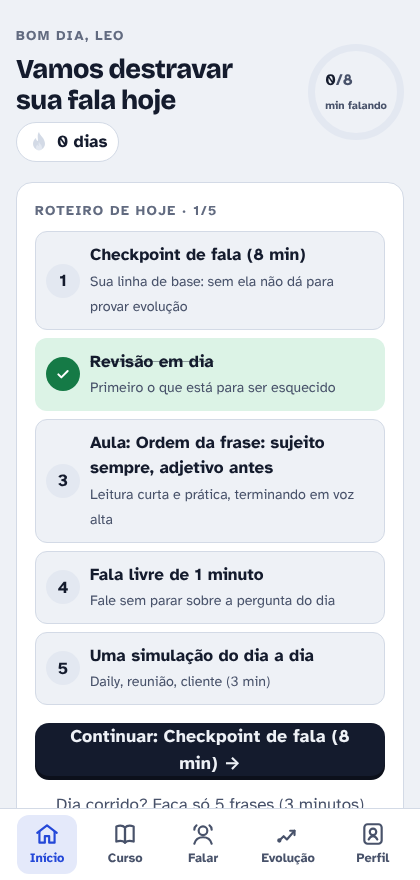 BOM DIA, LEO
Vamos destravar
sua fala hoje
0/8
min falando
0 dias
ROTEIRO DE HOJE · 1/5
1
Checkpoint de fala (8 min)
Sua linha de base: sem ela não dá para
provar evolução
Revisão em dia
Primeiro o que está para ser esquecido
3
Aula: Ordem da frase: sujeito
sempre, adjetivo antes
Leitura curta e prática, terminando em voz
alta
4
Fala livre de 1 minuto
Fale sem parar sobre a pergunta do dia
5
Uma simulação do dia a dia
Daily, reunião, cliente (3 min)
Continuar: Checkpoint de fala (8
min) →
Dia corrido? Faça só 5 frases (3 minutos)
Início
Curso
Falar
Evolução
Perfil